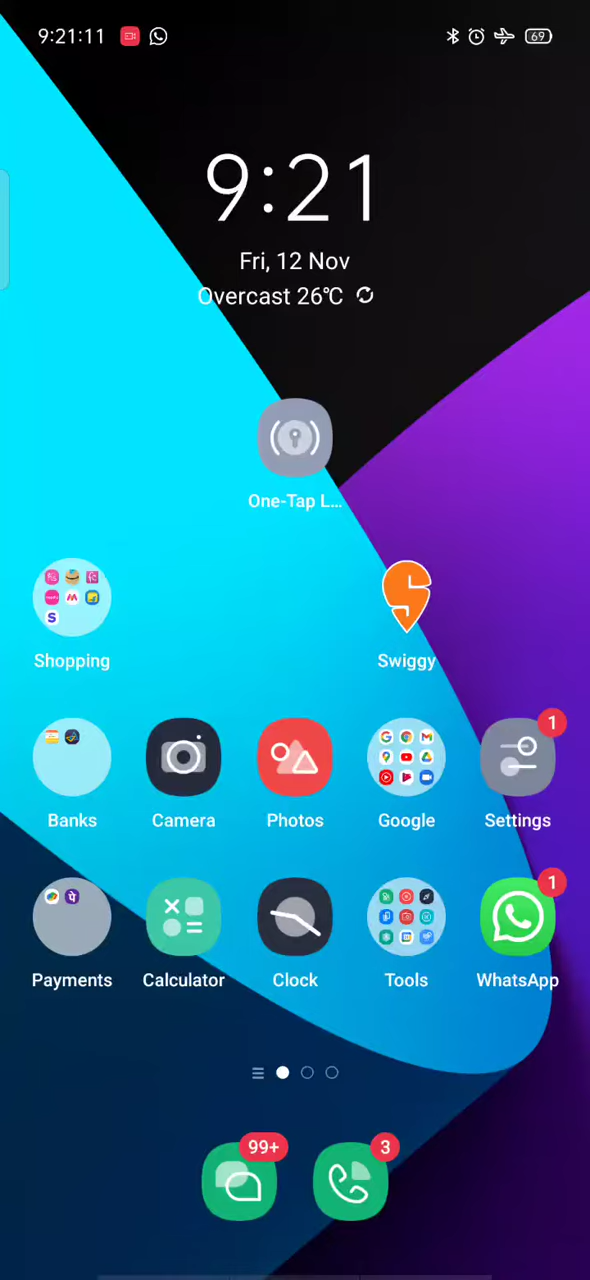 9:21:11
69
9:21
Fri, 12 Nov
Overcast 26℃
One-Tap L...
Shopping
Swiggy
1
Banks
Camera
Photos
Google
Settings
1
Payments
Calculator
Clock
Tools
WhatsApp
99+
3